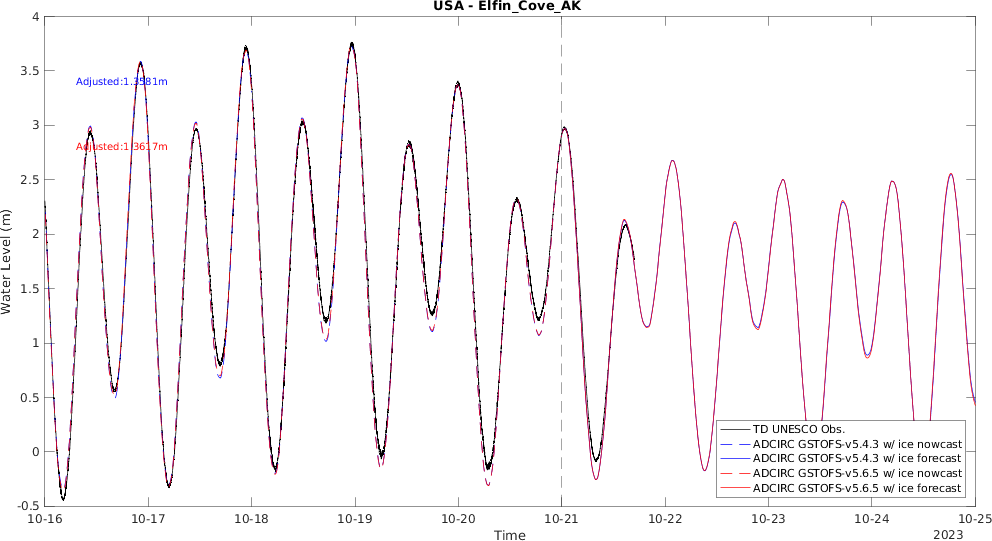 USA - Elfin_Cove_AK
4
3.5
3
2.5
2
1.5
1
0.5
0
-0.5
Water Level (m)
Adjusted:1.3581m
Adjusted:1.3617m
TD UNESCO Obs.
ADCIRC GSTOFS-v5.4.3 w/ ice nowcast
ADCIRC GSTOFS-v5.4.3 w/ ice forecast
ADCIRC GSTOFS-v5.6.5 w/ ice nowcast
ADCIRC GSTOFS-v5.6.5 w/ ice forecast
10-16 10-17 10-18 10-19 10-20 10-21 10-22 10-23 10-24 10-25
Time
2023